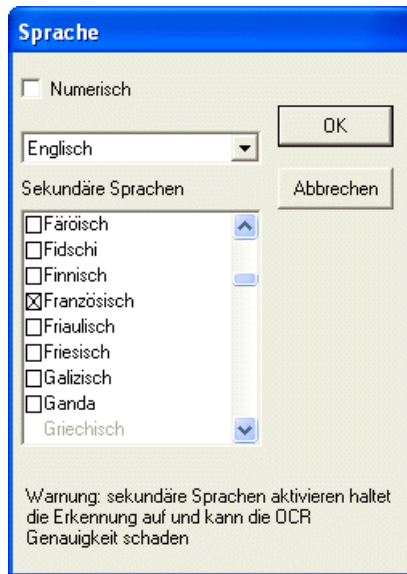 Sprache
Numerisch
OK
Englisch
Sekundäre Sprachen
Abbrechen
Färöisch
Fidschi
Finnisch
Französisch
Friaulisch
Friesisch
Galizisch
Ganda
Griechisch
Warnung: sekundäre Sprachen aktivieren haltet
die Erkennung auf und kann die OCR
Genauigkeit schaden